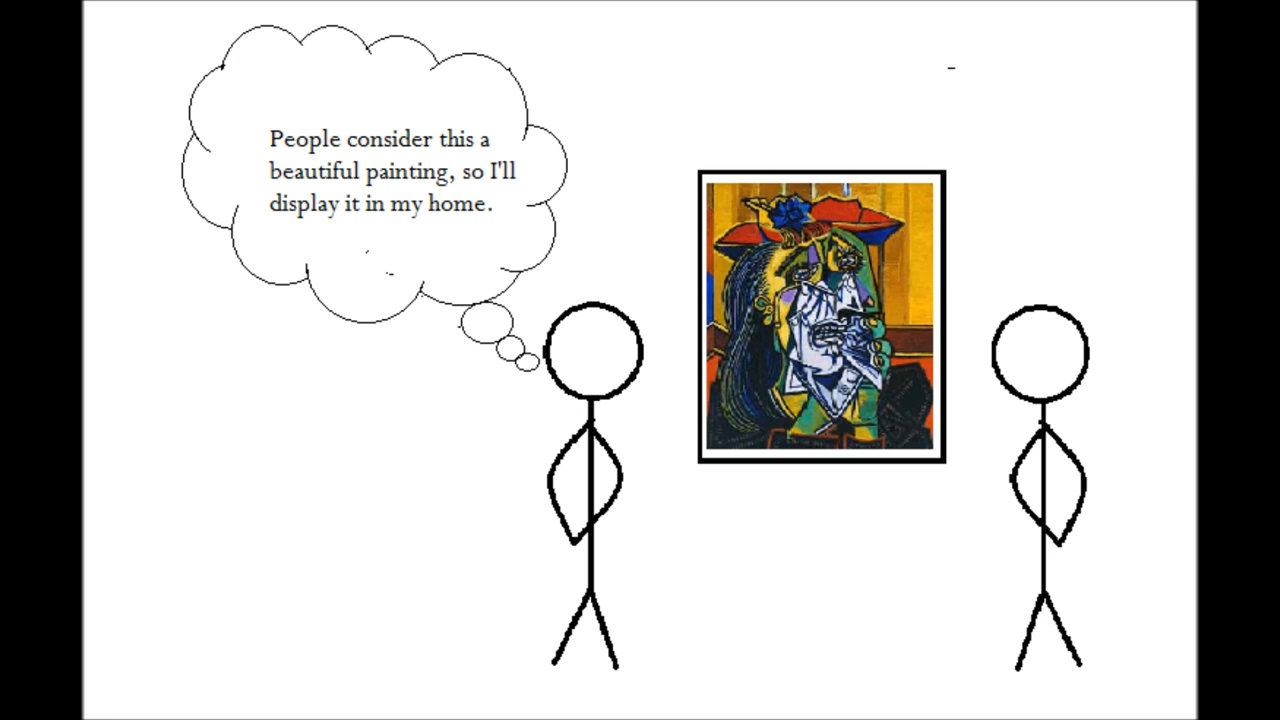 People consider this a
beautiful painting, so I'll
display it in my home.